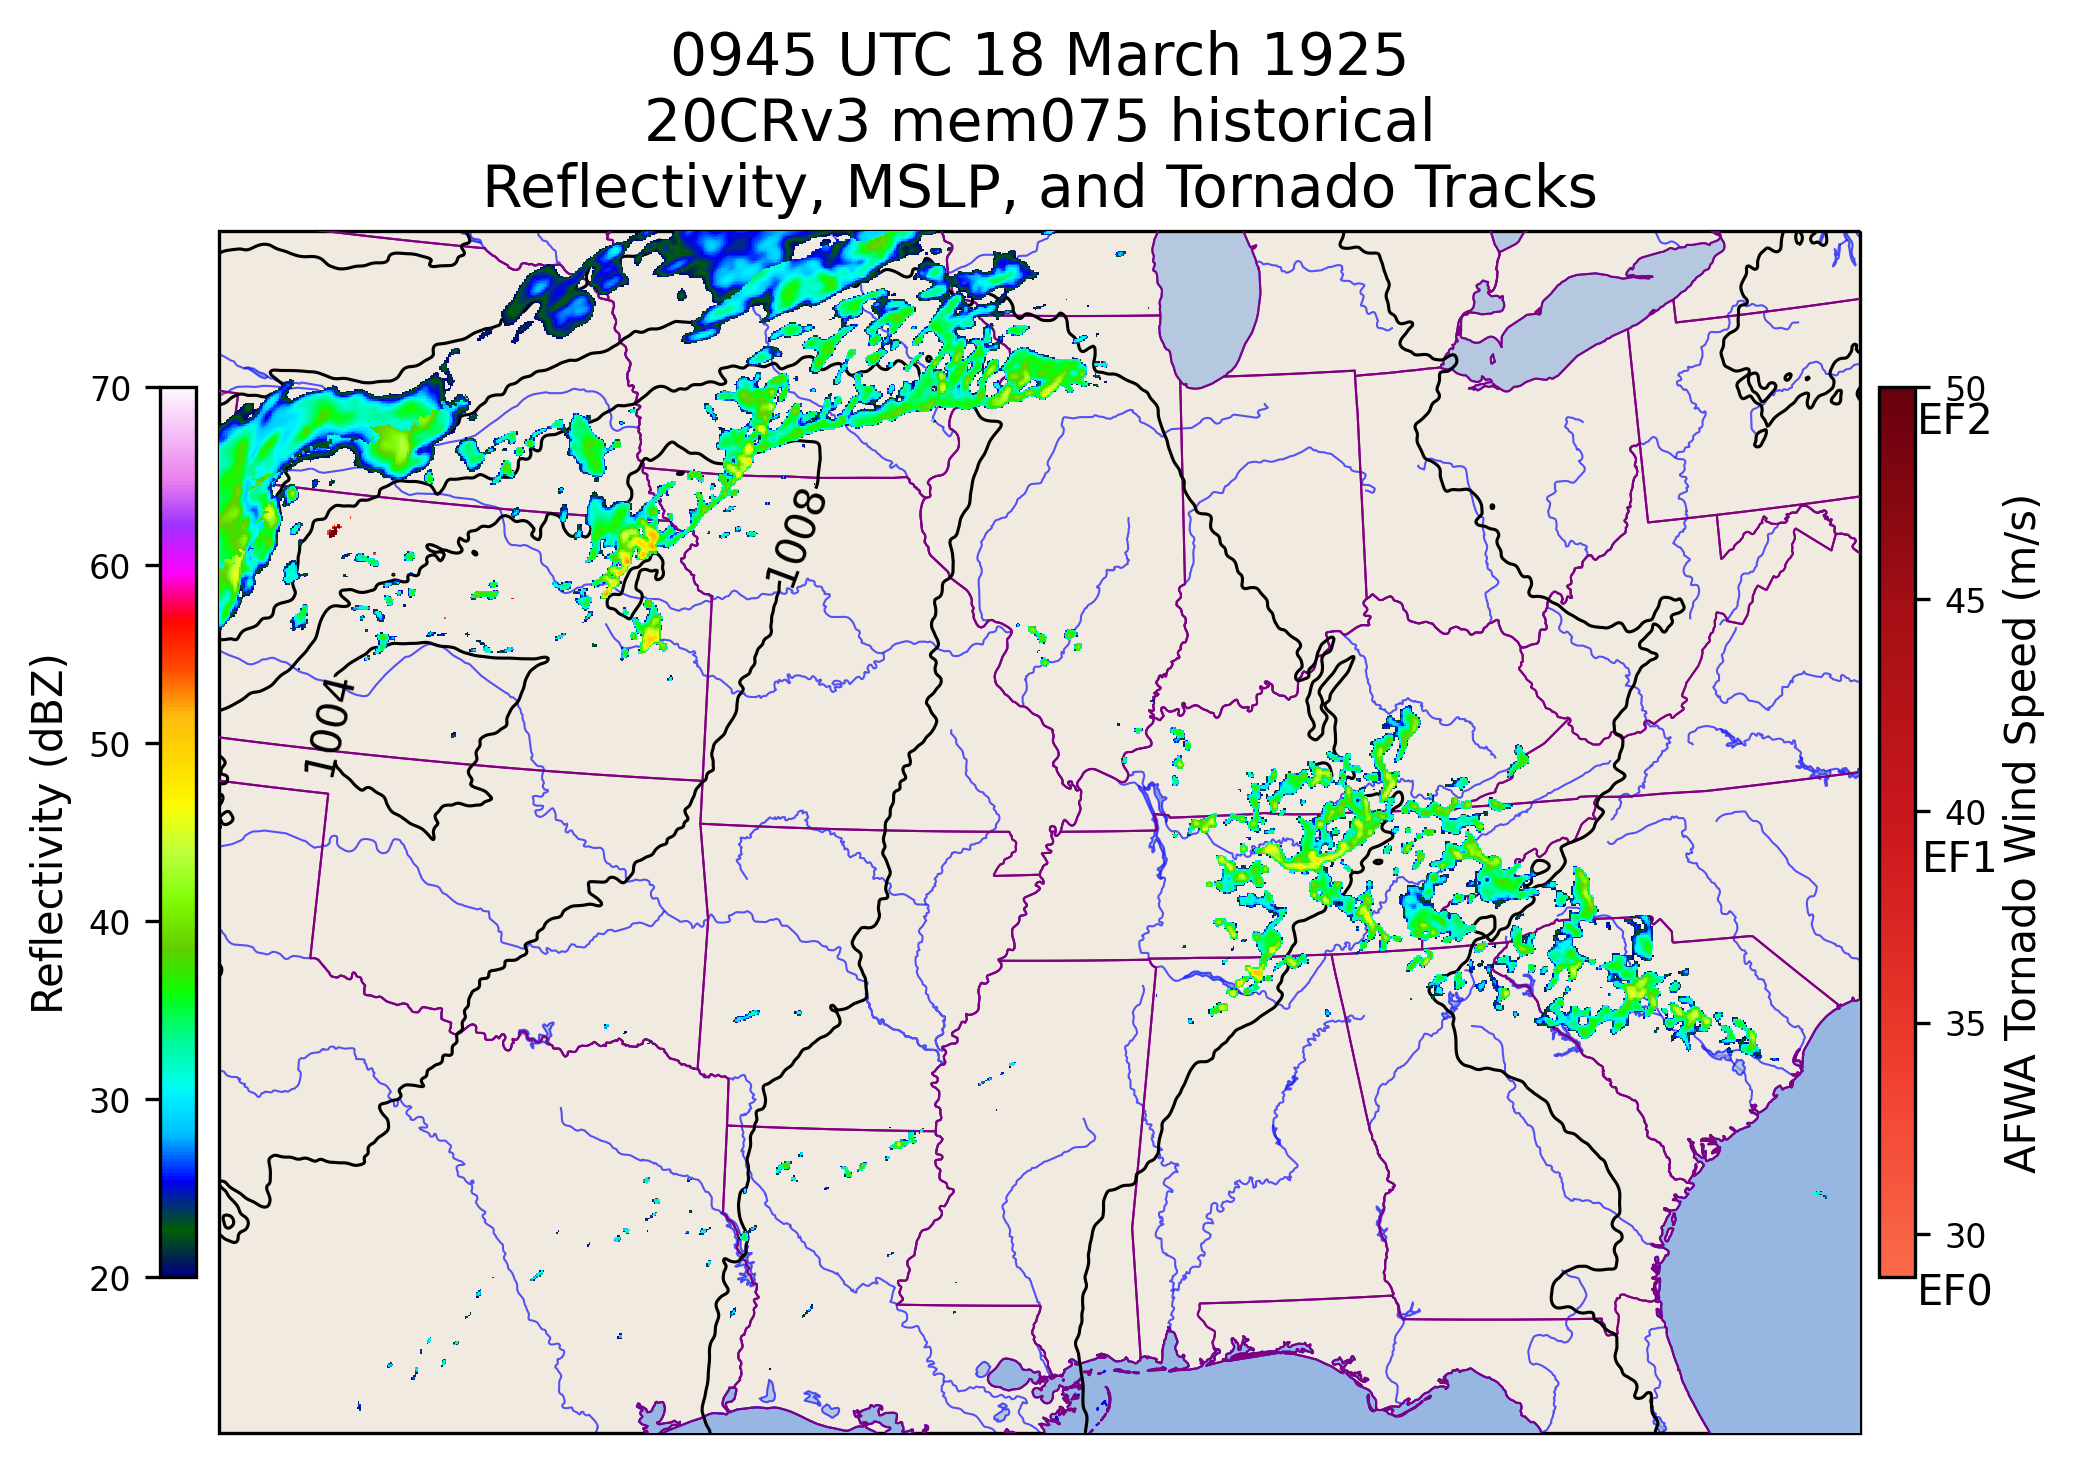 0945 UTC 18 March 1925
20CRv3 mem075 historical
Reflectivity, MSLP, and Tornado Tracks
70
60
50
40
30
20
Reflectivity (dBZ)
1008
1004
50
EF2
45
40
EF1
35
30
EF0
AFWA Tornado Wind Speed (m/s)